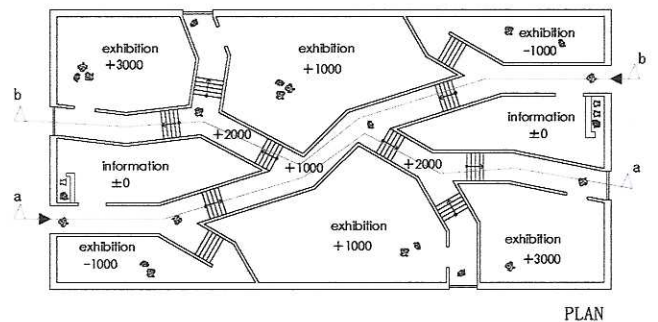 exhibition
+3000
exhibition
+1000
exhibition
-1000
b
b
information
±0
+2000
information
±0
+1000
+2000
a
a
exhibition
+1000
exhibition
-1000
exhibition
+3000
PLAN